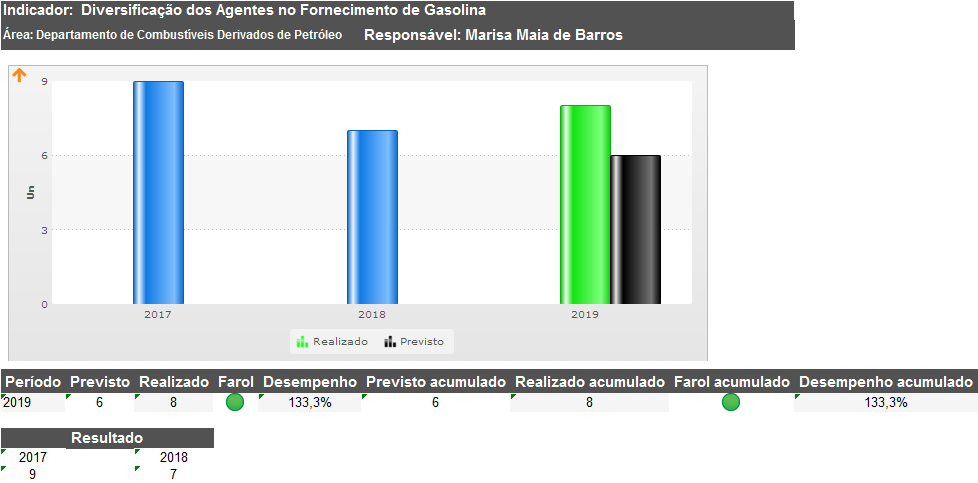 Indicador:  Diversificação dos Agentes no Fornecimento de Gasolina
Área: Departamento de Combustíveis Derivados de Petróleo Responsável: Marisa Maia de Barros
9
6
3
0
Un
2017 2018 2019
Realizado Previsto
Período Previsto Realizado Farol Desempenho Previsto acumulado Realizado acumulado Farol acumulado Desempenho acumulado
2019 6 8 133,3% 6 8 133,3%
Resultado
2017 2018
9 7